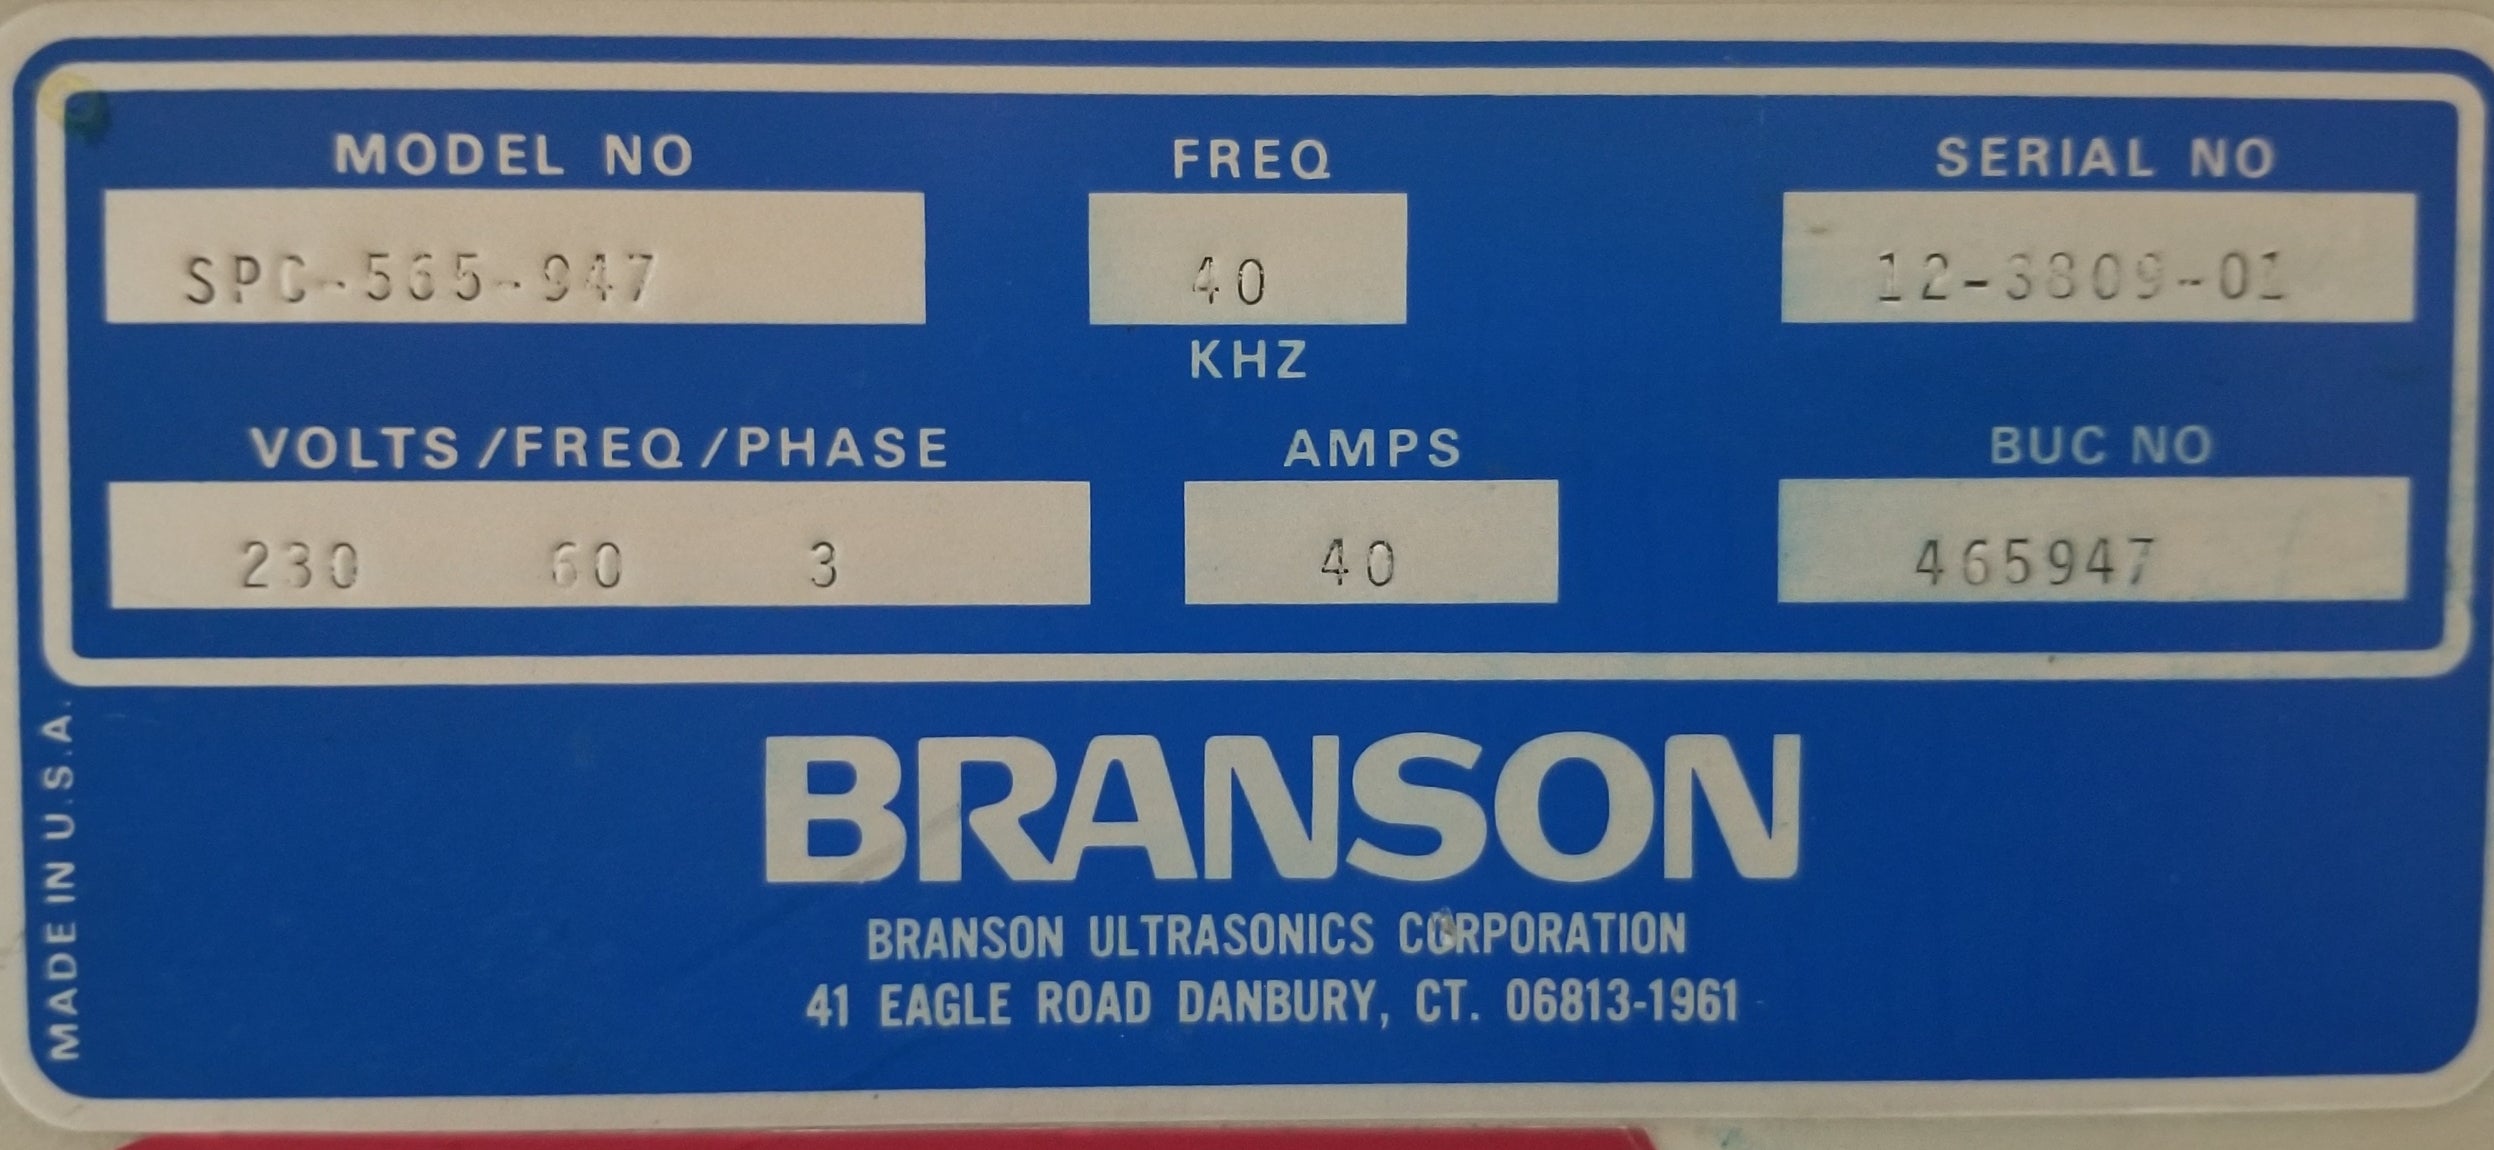 MODEL NO FREQ SERIAL NO
SPC-565-947 40 12-3809-01
KHZ
VOLTS/FREQ/PHASE AMPS BUC NO
230 60 3 40 465947
MADE IN U.S.A.
BRANSON
BRANSON ULTRASONICS CORPORATION
41 EAGLE ROAD DANBURY, CT. 06813-1961